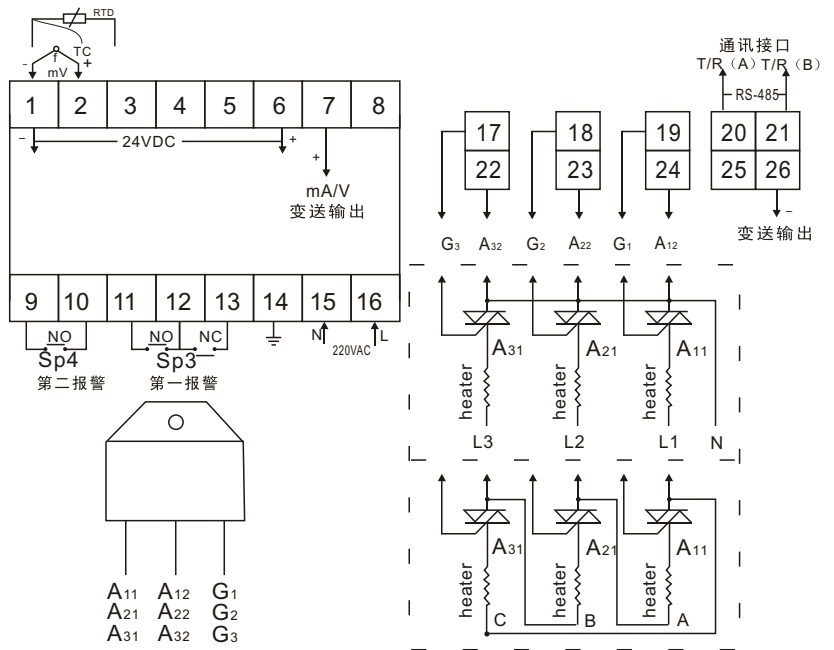 RTD
TC
- f +
mV
1 2 3 4 5 6 7 8
- 24VDC +
+
mA/V
变送输出
9 10 11 12 13 14 15 16
NO NO NC N L
220VAC
Sp4 Sp3
第二报警 第一报警
通讯接口
T/R（A） T/R（B）
RS-485
17 18 19 20 21
22 23 24 25 26
-
变送输出
G3 A32 G2 A22 G1 A12
A31 A21 A11
heater heater heater
L3 L2 L1 N
A31 A21 A11
heater heater heater
C B A
A11 A12 G1
A21 A22 G2
A31 A32 G3